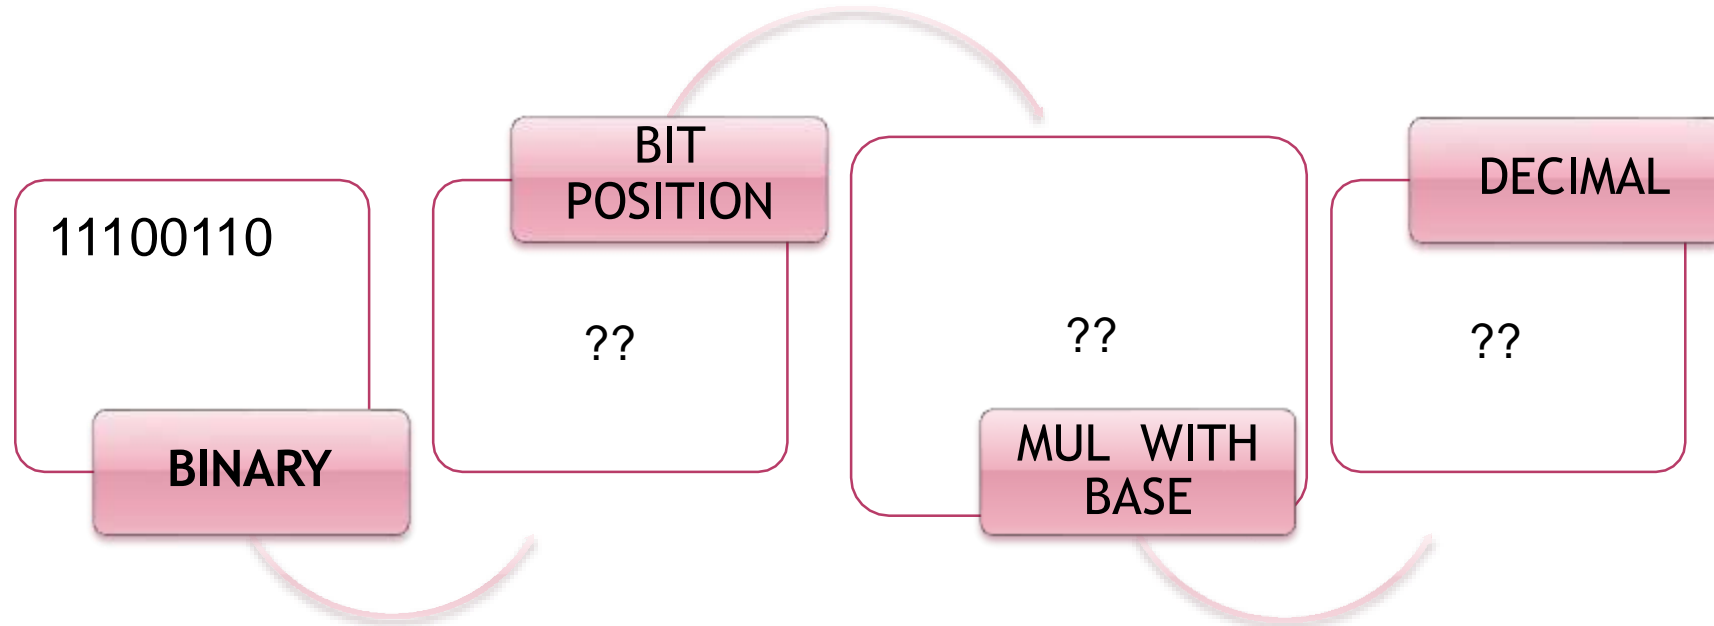 11100110
BINARY
BIT
POSITION
??
??
MUL WITH
BASE
DECIMAL
??